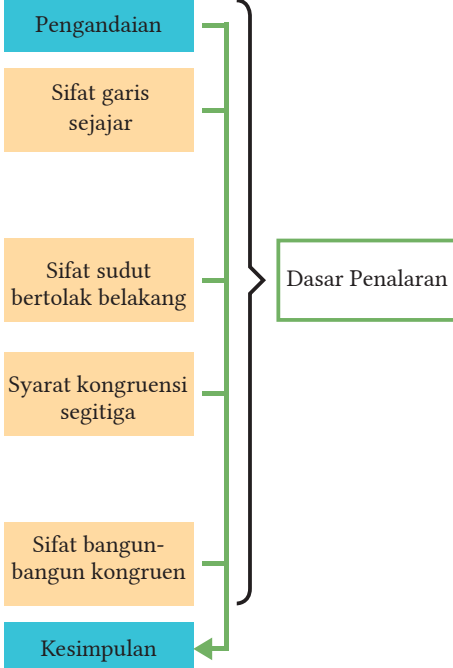 Pengandaian
Sifat garis
sejajar
Sifat sudut
bertolak belakang
Dasar Penalaran
Syarat kongruensi
segitiga
Sifat bangun-
bangun kongruen
Kesimpulan